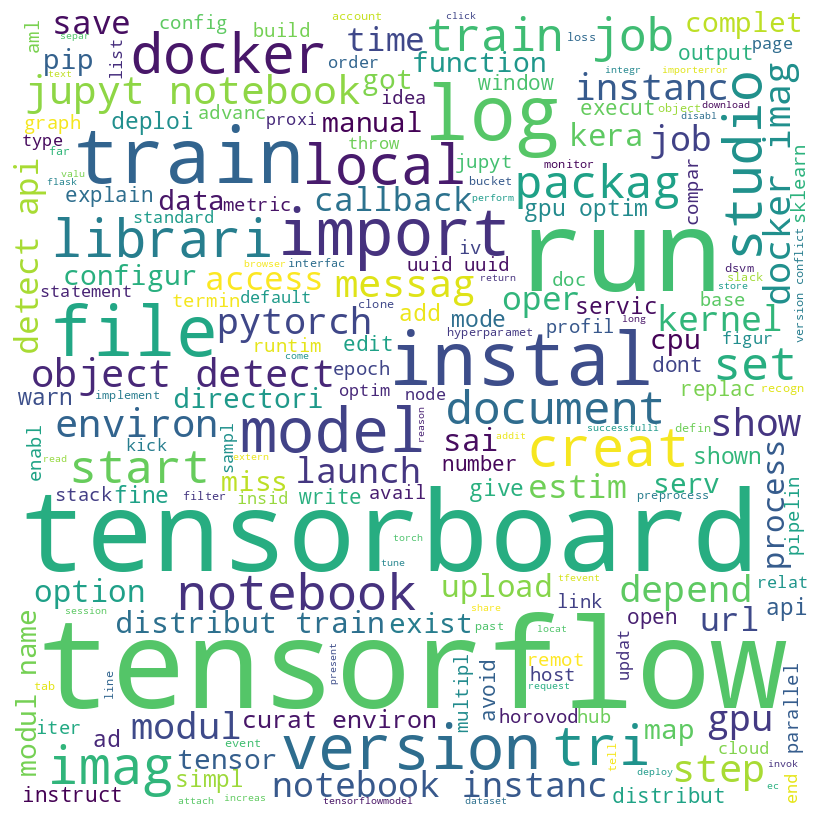 account click loss integr importerror
separ
save config build time train job complet
aml list pip docker order function output page
text
jupyt notebook got window instanc docker imag
graph advanc proxi idea log execut object download
type deploi manual throw jupyt kera job studio disabl
far valu flask train local monitor compar sklearn
explain data metric callback bucket packag
detect api standard perform gpu optim
librari import run
browser interfac uuid uuid iv doc dsvm slack
configur access messag return oper servic base store version conflict
statement termin default clone add mode hyperparamet long profil kernel
file pytorch instal cpu figur
runtim edit
come epoch dont set recogn
object detect optim node replac
warn implement directori document
environ model reason creat show
enabl kick sampl extern sai successfulli addit defin
read start miss launch number estim serv shown process
stack fine insid write avail give preprocess pipelin
text filter
tensorboard
torch
tune tfevent
option notebook upload link depend relat
share open url api
session distribut train exist past locat
modul name line present request remot host updat
tab multipl avoid
iter ad modul curat environ horovod hub map gpu parallel
event version tri cloud
tensorflow
instruct simpl tensor notebook instanc tell deploy step end invok
imag attach increas tensorflowmodel dataset distribut ec